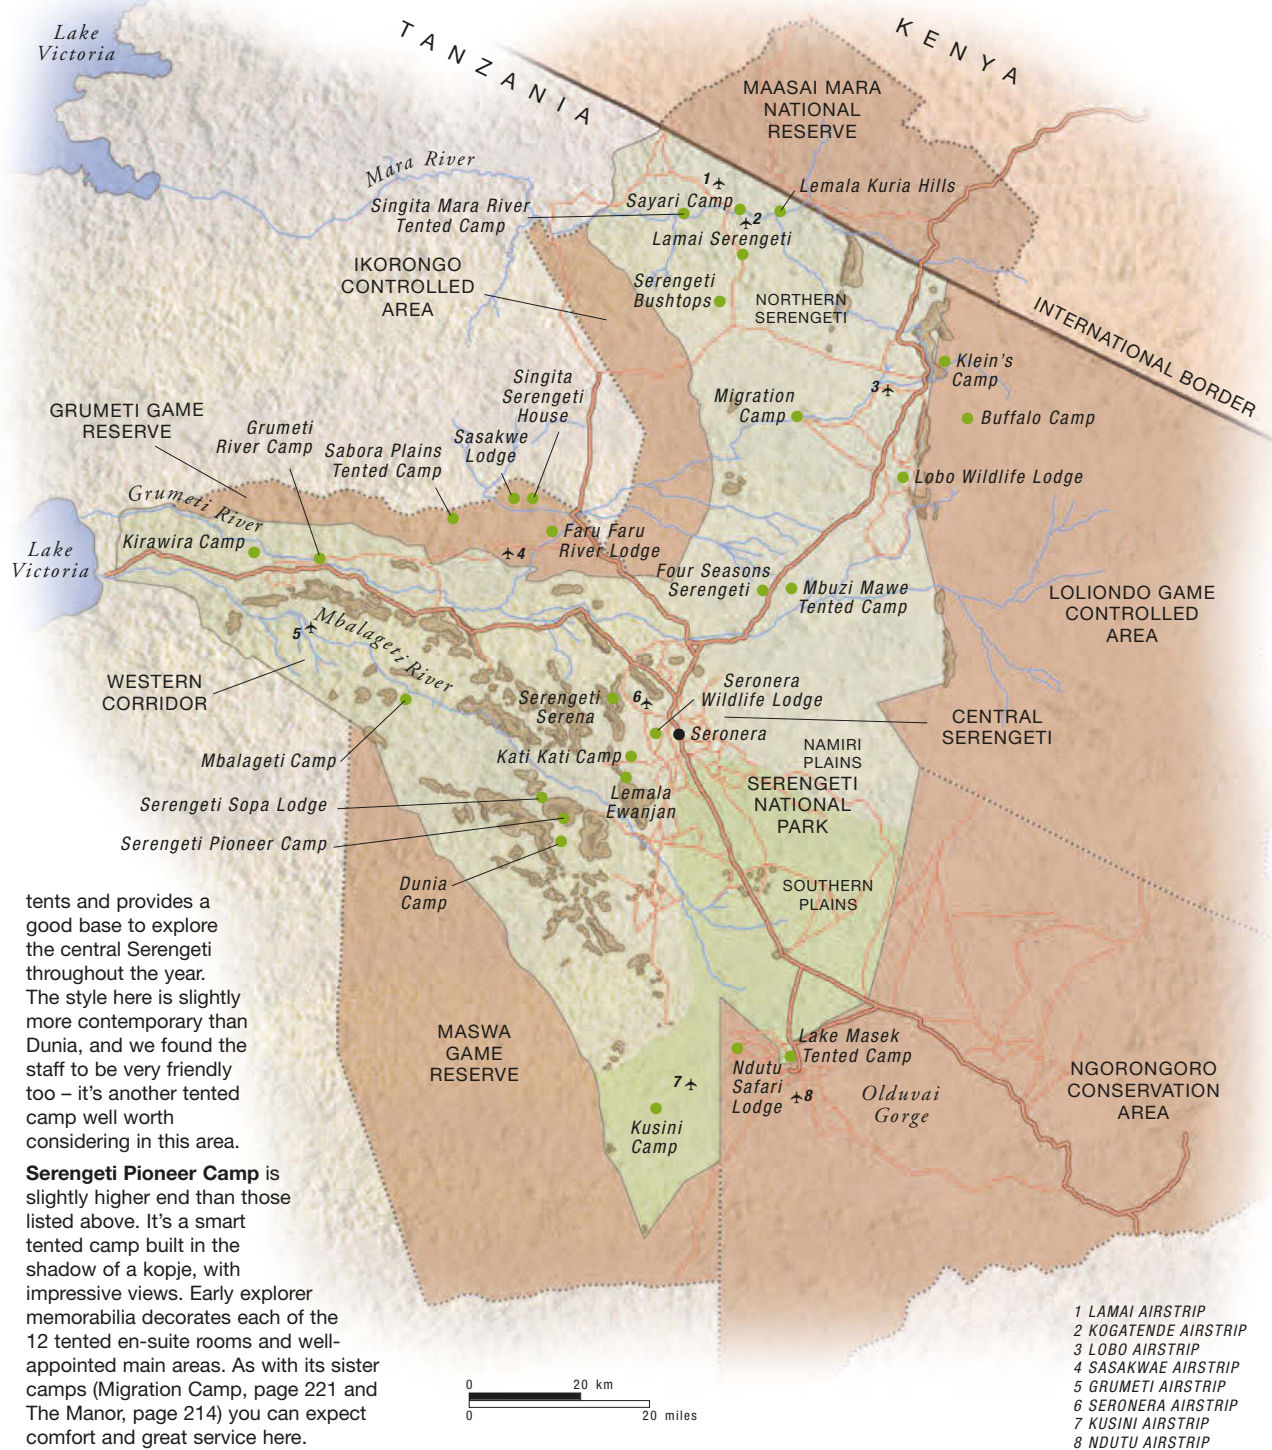 Lake
Victoria
TANZANIA
KENYA
MAASAI MARA
NATIONAL
RESERVE
Mara River
1
Sayari Camp
2
Lemala Kuria Hills
Singita Mara River
Tented Camp
Lamai Serengeti
IKORONGO
CONTROLLED
AREA
Serengeti
Bushtops
NORTHERN
SERENGETI
INTERNATIONAL BORDER
Klein's
Camp
3
Singita
Serengeti
House
Migration
Camp
Buffalo Camp
GRUMETI GAME
RESERVE
Grumeti
River Camp
Sabora Plains
Tented Camp
Sasakwe
Lodge
Lobo Wildlife Lodge
Grumeti River
Kirawira Camp
Lake
Victoria
4
Faru Faru
River Lodge
Four Seasons
Serengeti
Mbuzi Mawe
Tented Camp
LOLIONDO GAME
CONTROLLED
AREA
5
Mbalageti River
WESTERN
CORRIDOR
Serengeti
Serena
6
Seronera
Wildlife Lodge
Seronera
CENTRAL
SERENGETI
Mbalageti Camp
Kati Kati Camp
NAMIRI
PLAINS
SERENGETI
NATIONAL
PARK
Serengeti Sopa Lodge
Lemala
Ewanjan
Serengeti Pioneer Camp
Dunia
Camp
SOUTHERN
PLAINS
MASWA
GAME
RESERVE
Lake Masek
Tented Camp
Ndutu
Safari
Lodge
8
Olduvai
Gorge
NGORONGORO
CONSERVATION
AREA
7
Kusini
Camp
tents and provides a
good base to explore
the central Serengeti
throughout the year.
The style here is slightly
more contemporary than
Dunia, and we found the
staff to be very friendly
too – it's another tented
camp well worth
considering in this area.
Serengeti Pioneer Camp is
slightly higher end than those
listed above. It's a smart
tented camp built in the
shadow of a kopje, with
impressive views. Early explorer
memorabilia decorates each of the
12 tented en-suite rooms and well-
appointed main areas. As with its sister
camps (Migration Camp, page 221 and
The Manor, page 214) you can expect
comfort and great service here.
0 20 km
0 20 miles
1 LAMAI AIRSTRIP
2 KOGATENDE AIRSTRIP
3 LOBO AIRSTRIP
4 SASAKWAE AIRSTRIP
5 GRUMETI AIRSTRIP
6 SERONERA AIRSTRIP
7 KUSINI AIRSTRIP
8 NDUTU AIRSTRIP